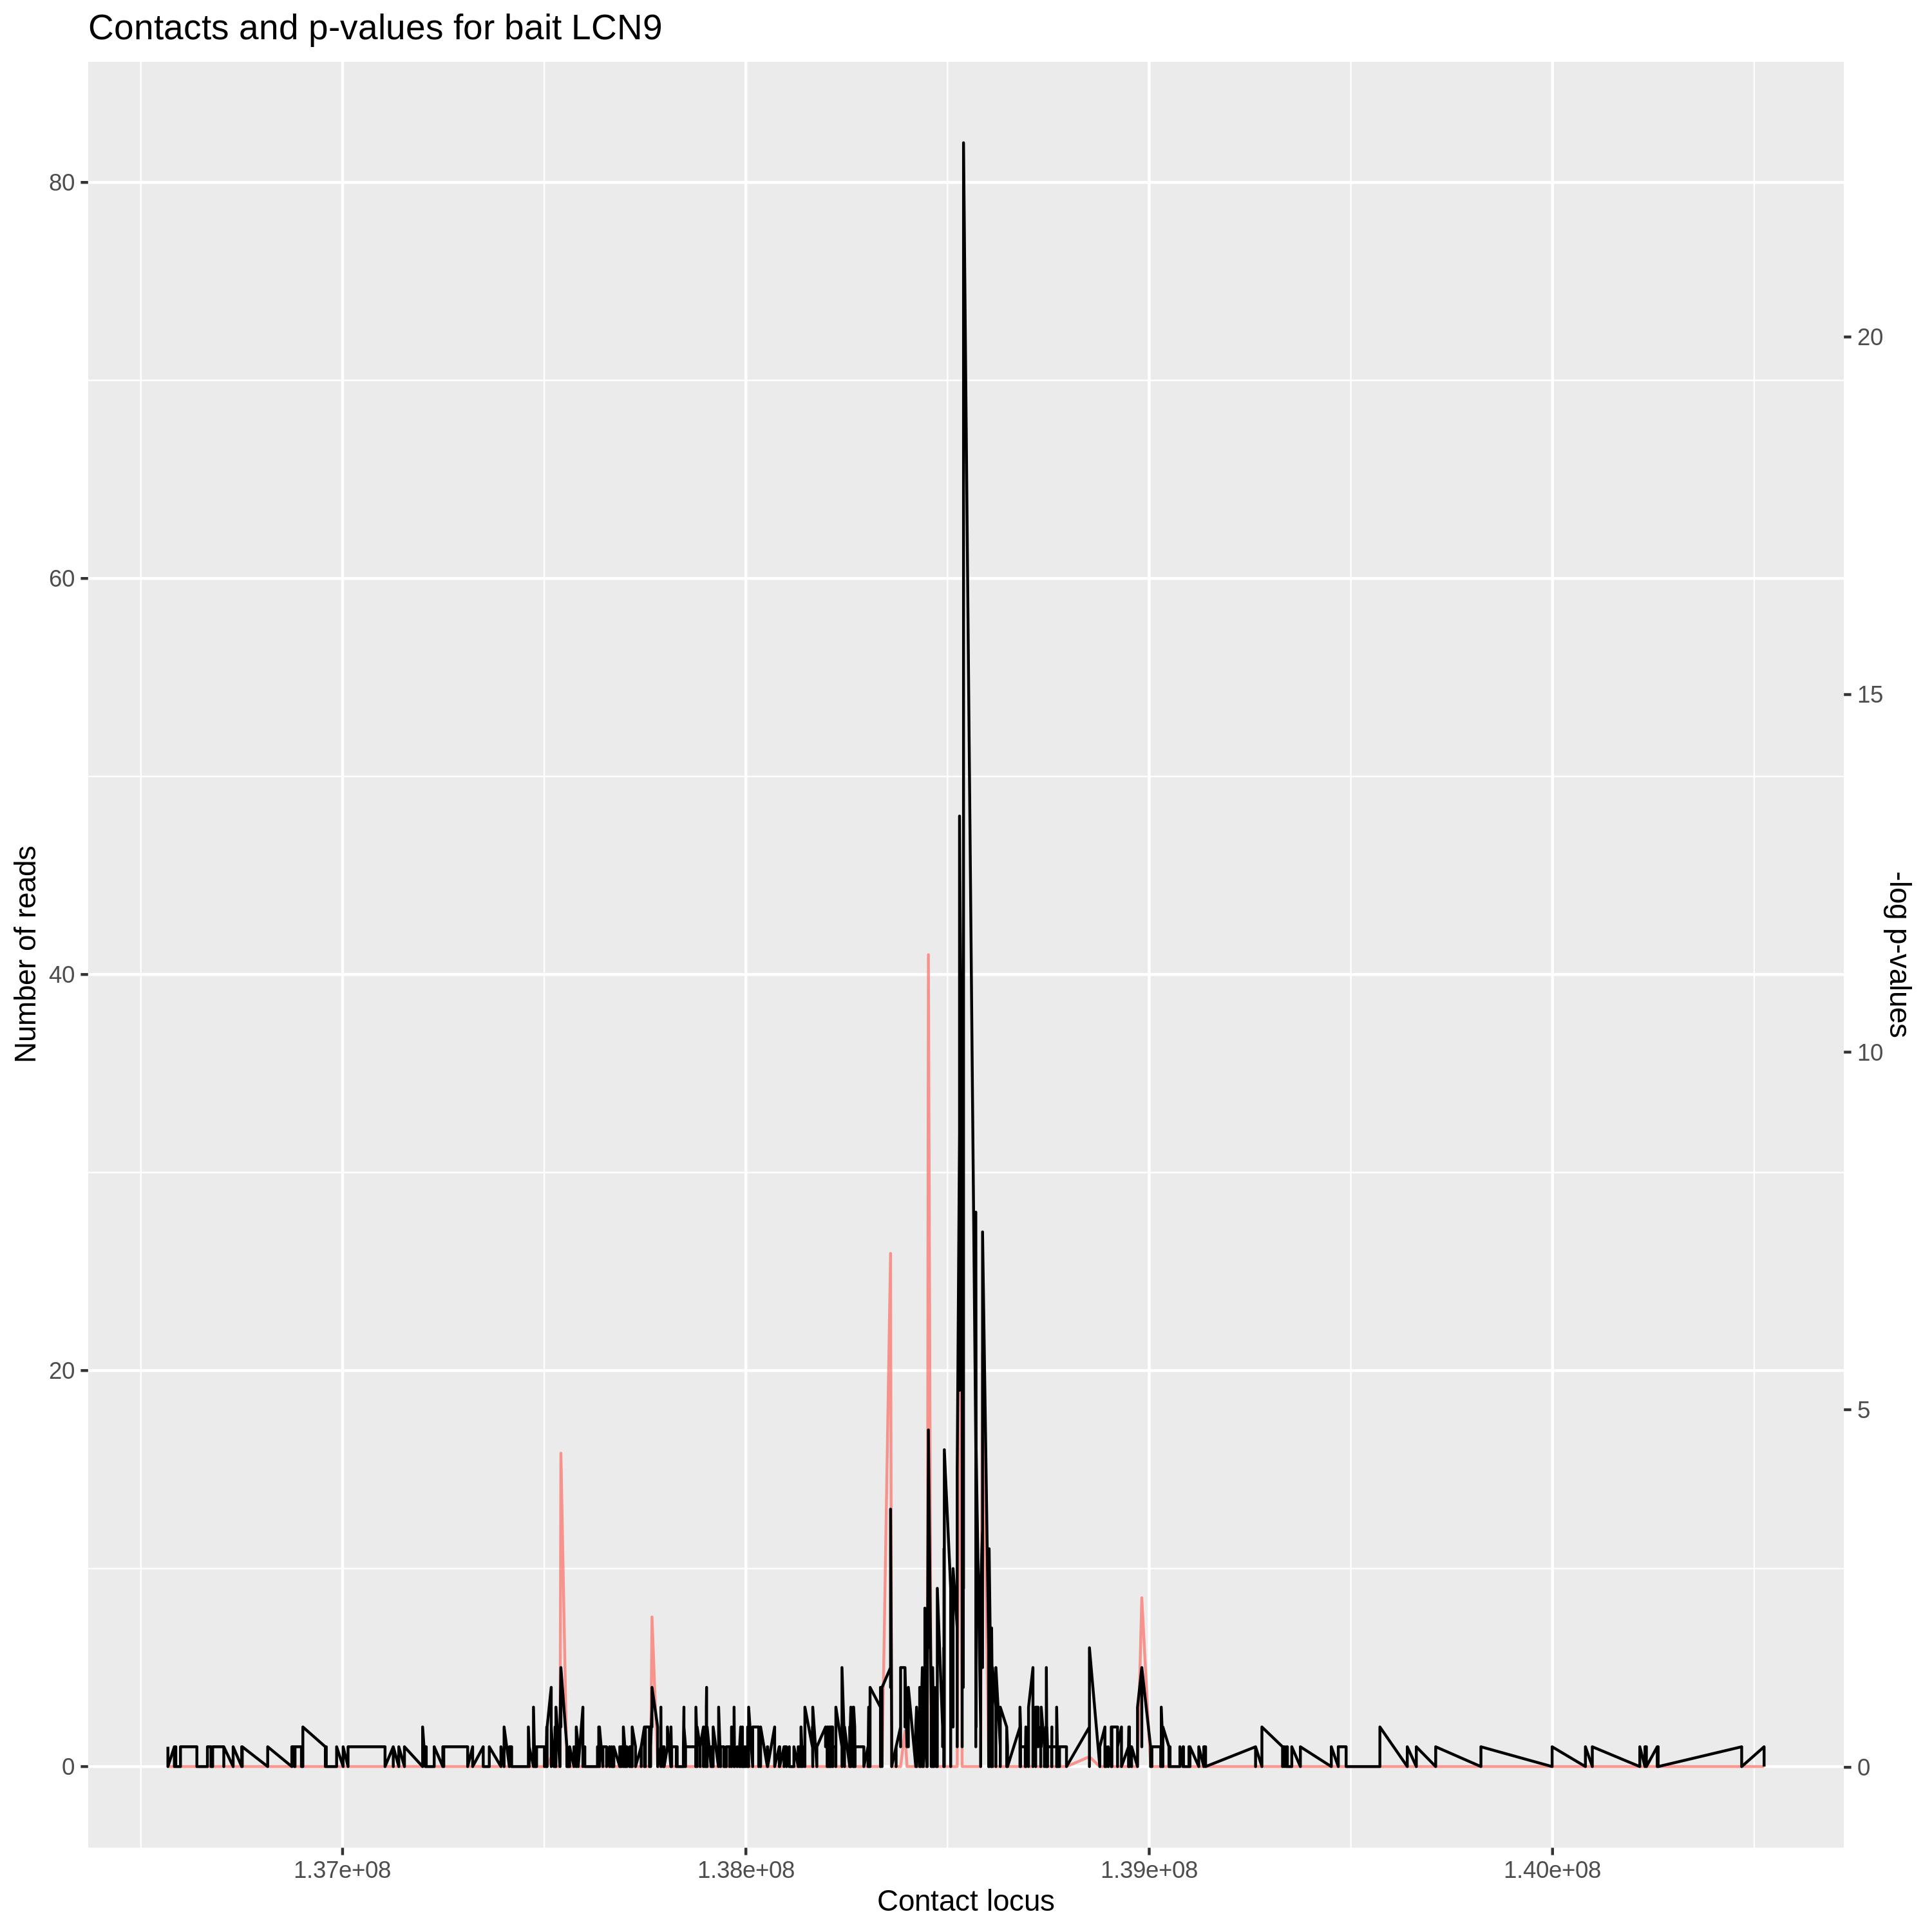 Contacts and p-values for bait LCN9
80
60
40
20
0
Number of reads
20
15
10
5
0
-log p-values
1.37e+08
1.38e+08
1.39e+08
1.40e+08
Contact locus